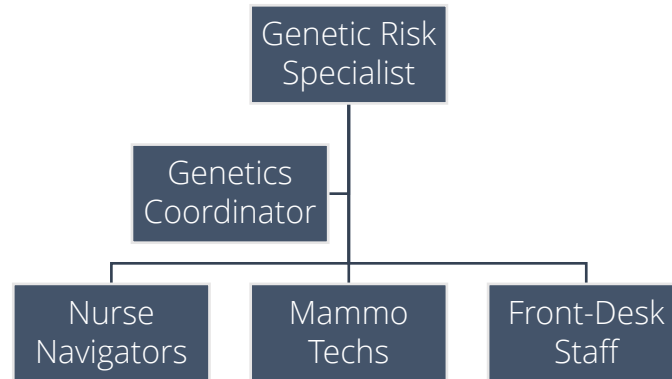 Genetic Risk
Specialist
Genetics
Coordinator
Nurse
Navigators
Mammo
Techs
Front-Desk
Staff